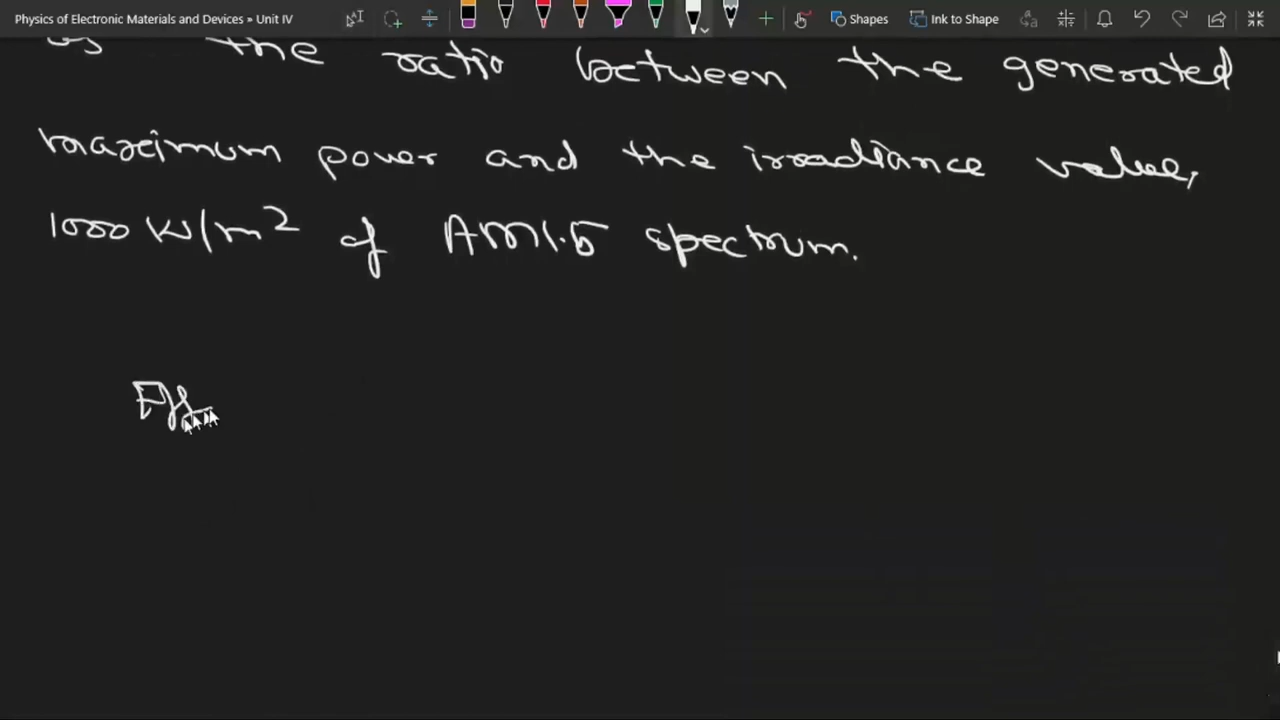 Physics of Electronic Materials and Devices » Unit IV
Shapes
Ink to Shape
is the ratio between the generated
maximum power and the irradiance value,
1000 W/m² of AM1.5 spectrum.
Eff